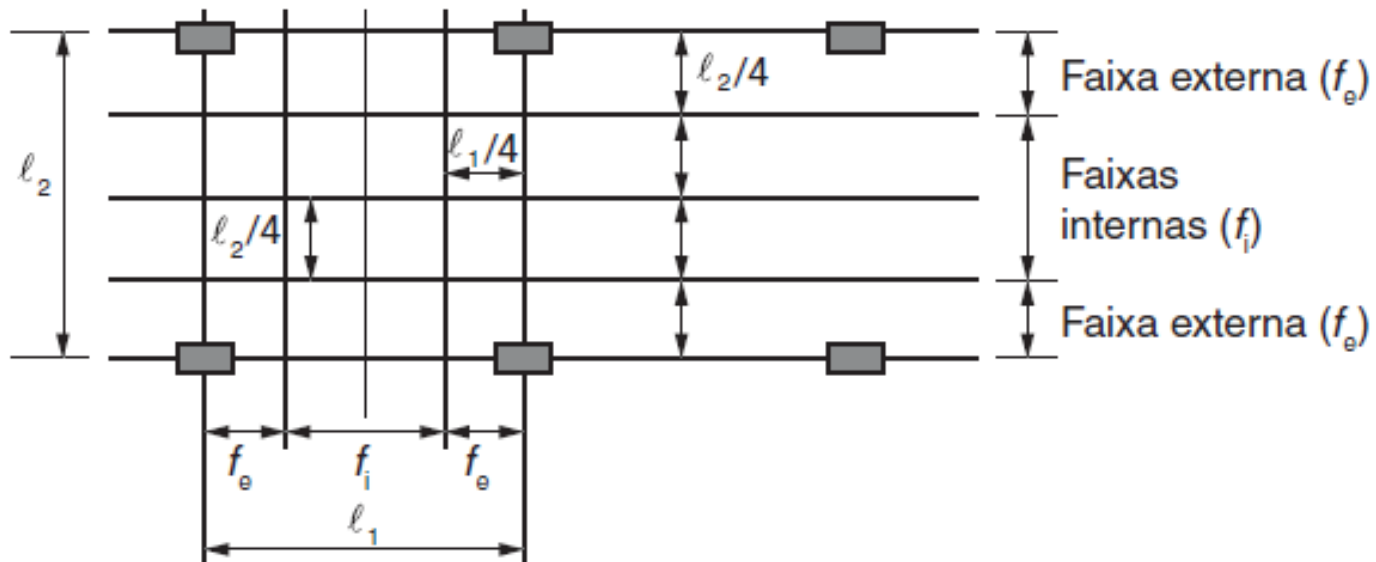 ℓ₂/4
Faixa externa (fₑ)
ℓ₁/4
ℓ₂
Faixas
internas (fᵢ)
ℓ₂/4
Faixa externa (fₑ)
fₑ
fᵢ
fₑ
ℓ₁